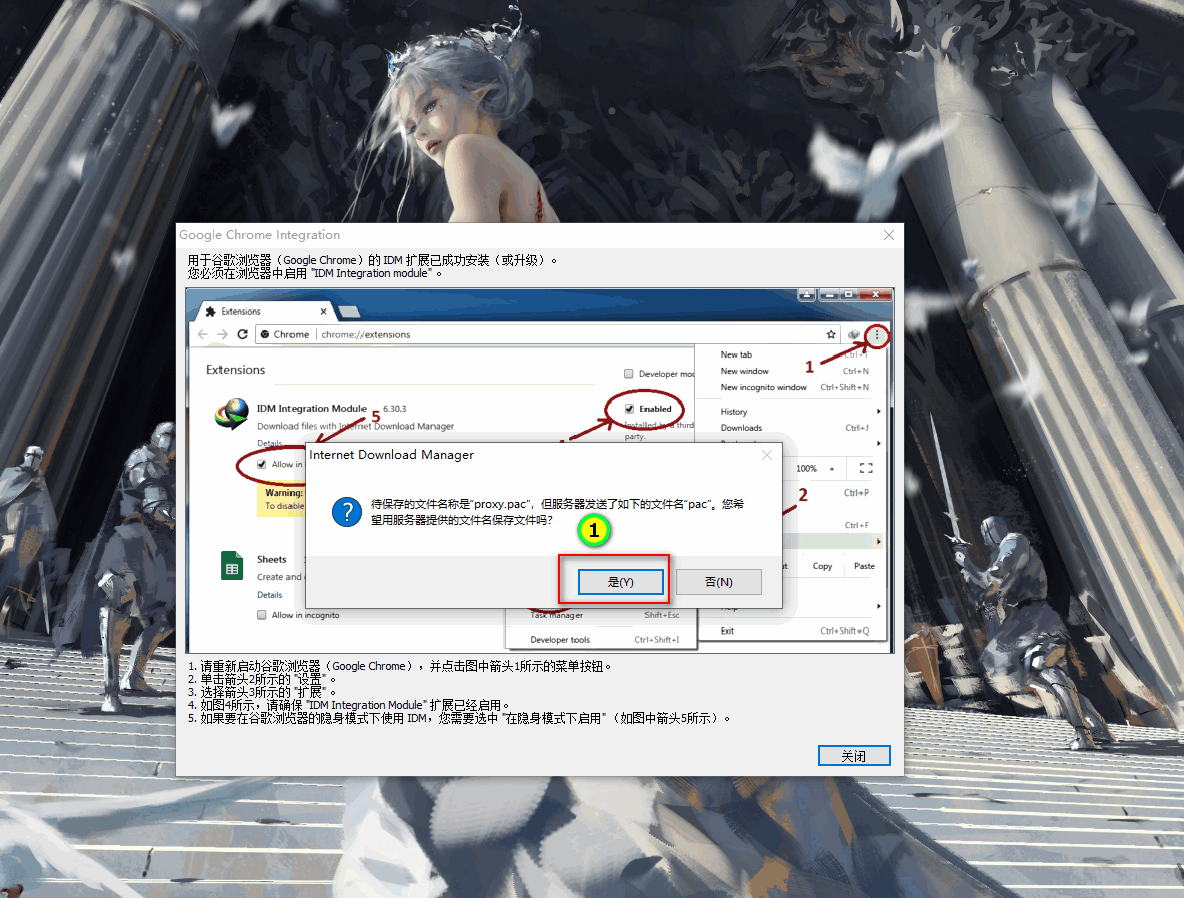 Google Chrome Integration
用于谷歌浏览器（Google Chrome）的 IDM 扩展已成功安装（或升级）。
您必须在浏览器中启用 "IDM Integration module" 。
Extensions
Chrome
chrome://extensions
Extensions
Developer mod
IDM Integration Module 6.30.3
Download files with Internet Download Manager
Details
Enabled
Installed by a third
party.
5
Allow in
Warning:
To disable
Sheets
Create and
Details
Allow in incognito
1
New tab
Ctrl+T
New window
Ctrl+N
New incognito window
Ctrl+Shift+N
History
Downloads
Ctrl+J
100%
2
Ctrl+P
Ctrl+F
Copy
Paste
Help
Exit
Ctrl+Shift+Q
Task manager
Shift+Esc
Developer tools
Ctrl+Shift+I
Internet Download Manager
待保存的文件名称是“proxy.pac”，但服务器发送了如下的文件名“pac”。您希
望用服务器提供的文件名保存文件吗?
1
是(Y)
否(N)
1. 请重新启动谷歌浏览器（Google Chrome），并点击图中箭头1所示的菜单按钮。
2. 单击箭头2所示的 "设置" 。
3. 选择箭头3所示的 "扩展" 。
4. 如图4所示，请确保 "IDM Integration Module" 扩展已经启用。
5. 如果要在谷歌浏览器的隐身模式下使用 IDM，您需要选中 "在隐身模式下启用" （如图中箭头5所示）。
关闭